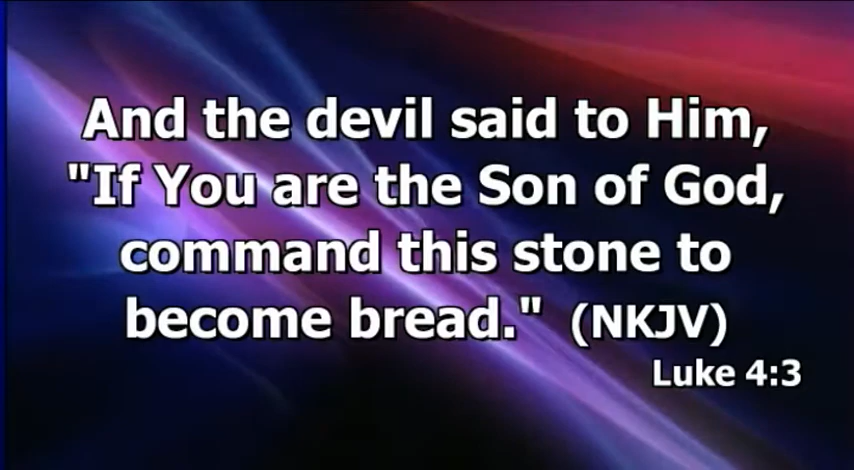 And the devil said to Him,
"If You are the Son of God,
command this stone to
become bread." (NKJV)
Luke 4:3